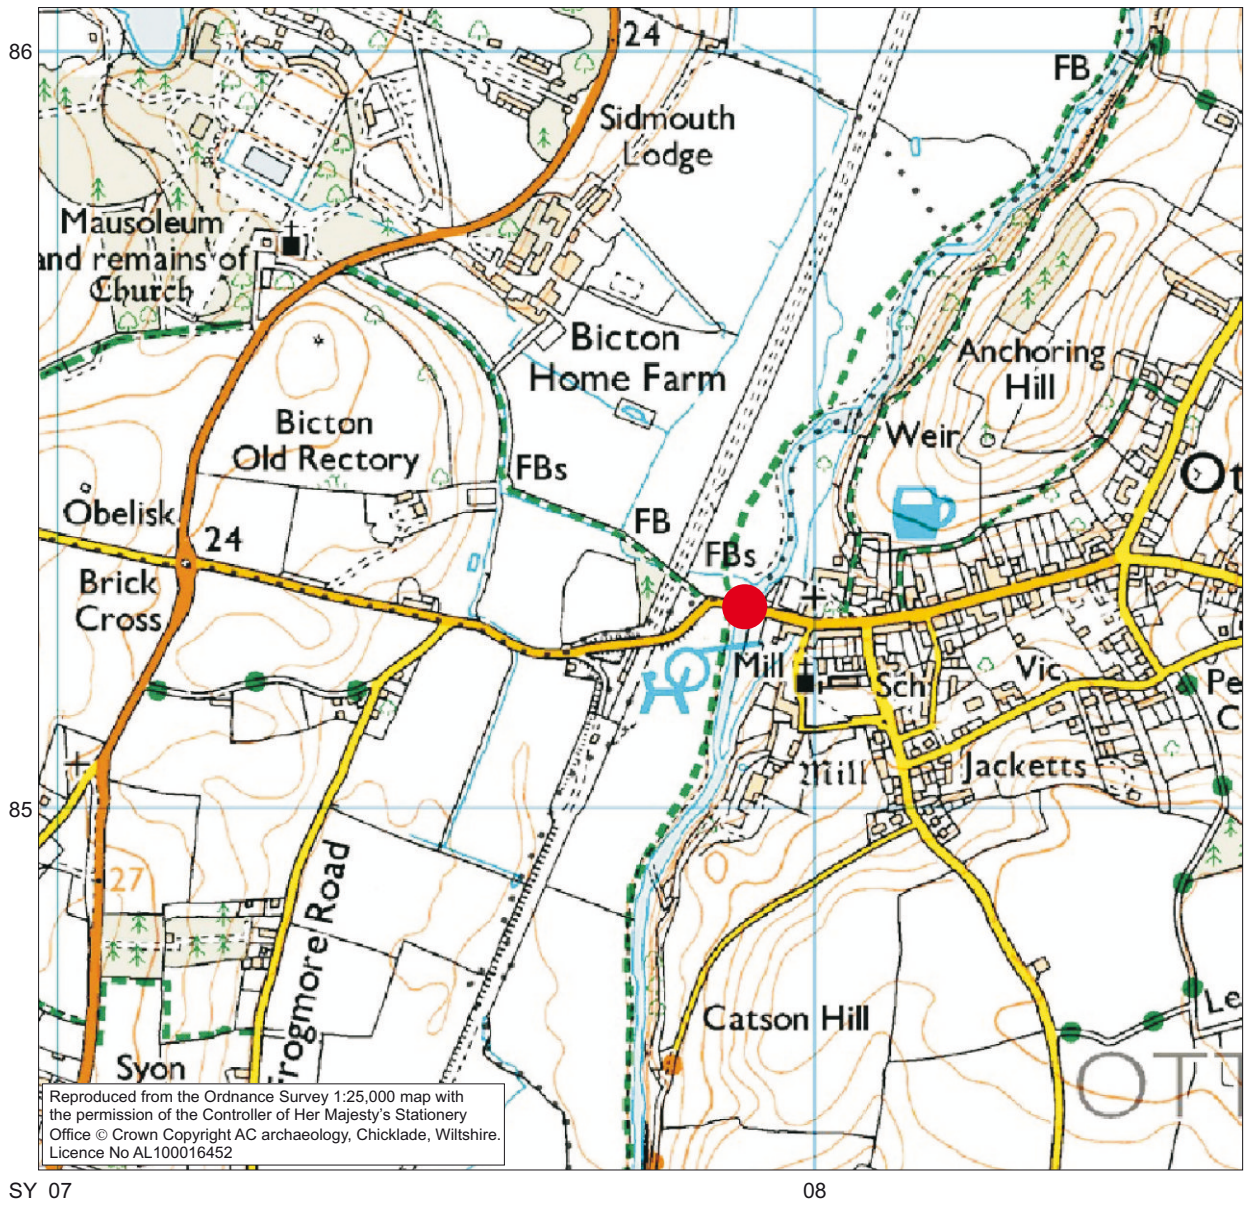 86
24
FB
Sidmouth
Lodge
Mausoleum
and remains of
Church
Bicton
Home Farm
Anchoring
Hill
Bicton
Old Rectory
Weir
FBs
Ot
Obelisk
24
FB
FBs
Brick
Cross
Mill
Sch
Vic
Pe
C
Mill
Jacketts
85
27
Frogmore Road
Catson Hill
Le
Syon
OTT
Reproduced from the Ordnance Survey 1:25,000 map with
the permission of the Controller of Her Majesty's Stationery
Office © Crown Copyright AC archaeology, Chicklade, Wiltshire.
Licence No AL100016452
SY 07
08